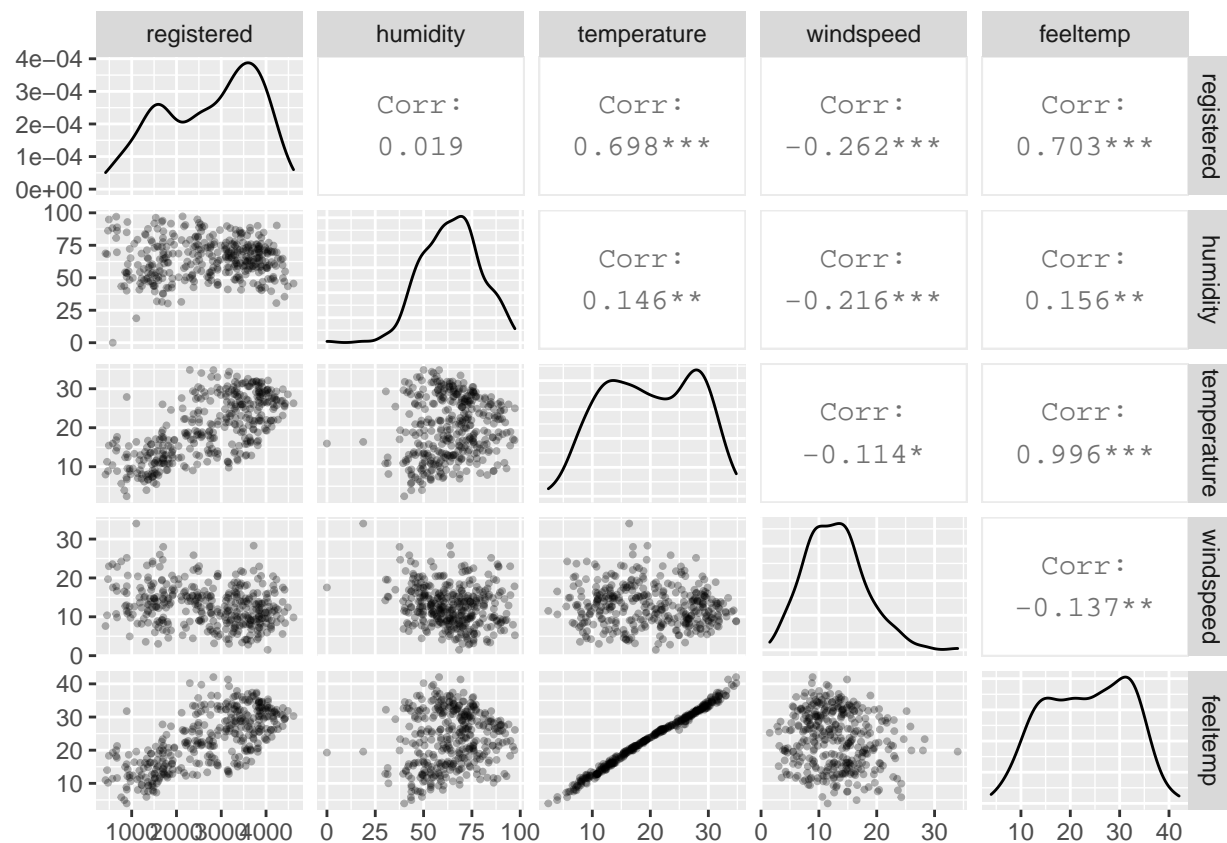 registered humidity temperature windspeed feeltemp
4e−04
3e−04
2e−04
1e−04
0e+00
Corr:
0.019
Corr:
0.698***
Corr:
−0.262***
Corr:
0.703***
registered
100
75
50
25
0
Corr:
0.146**
Corr:
−0.216***
Corr:
0.156**
humidity
30
20
10
Corr:
−0.114*
Corr:
0.996***
temperature
30
20
10
0
Corr:
−0.137**
windspeed
40
30
20
10
feeltemp
1000 2000 3000 4000 0 25 50 75 100 10 20 30 0 10 20 30 10 20 30 40